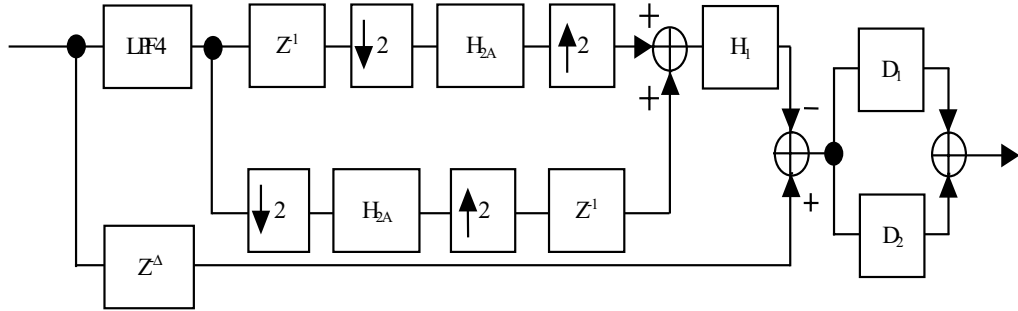 LPF4 Z⁻¹ ↓2 H₂A ↑2 + + H₁ − D₁
↓2 H₂A ↑2 Z⁻¹ + D₂
Z⁻Δ